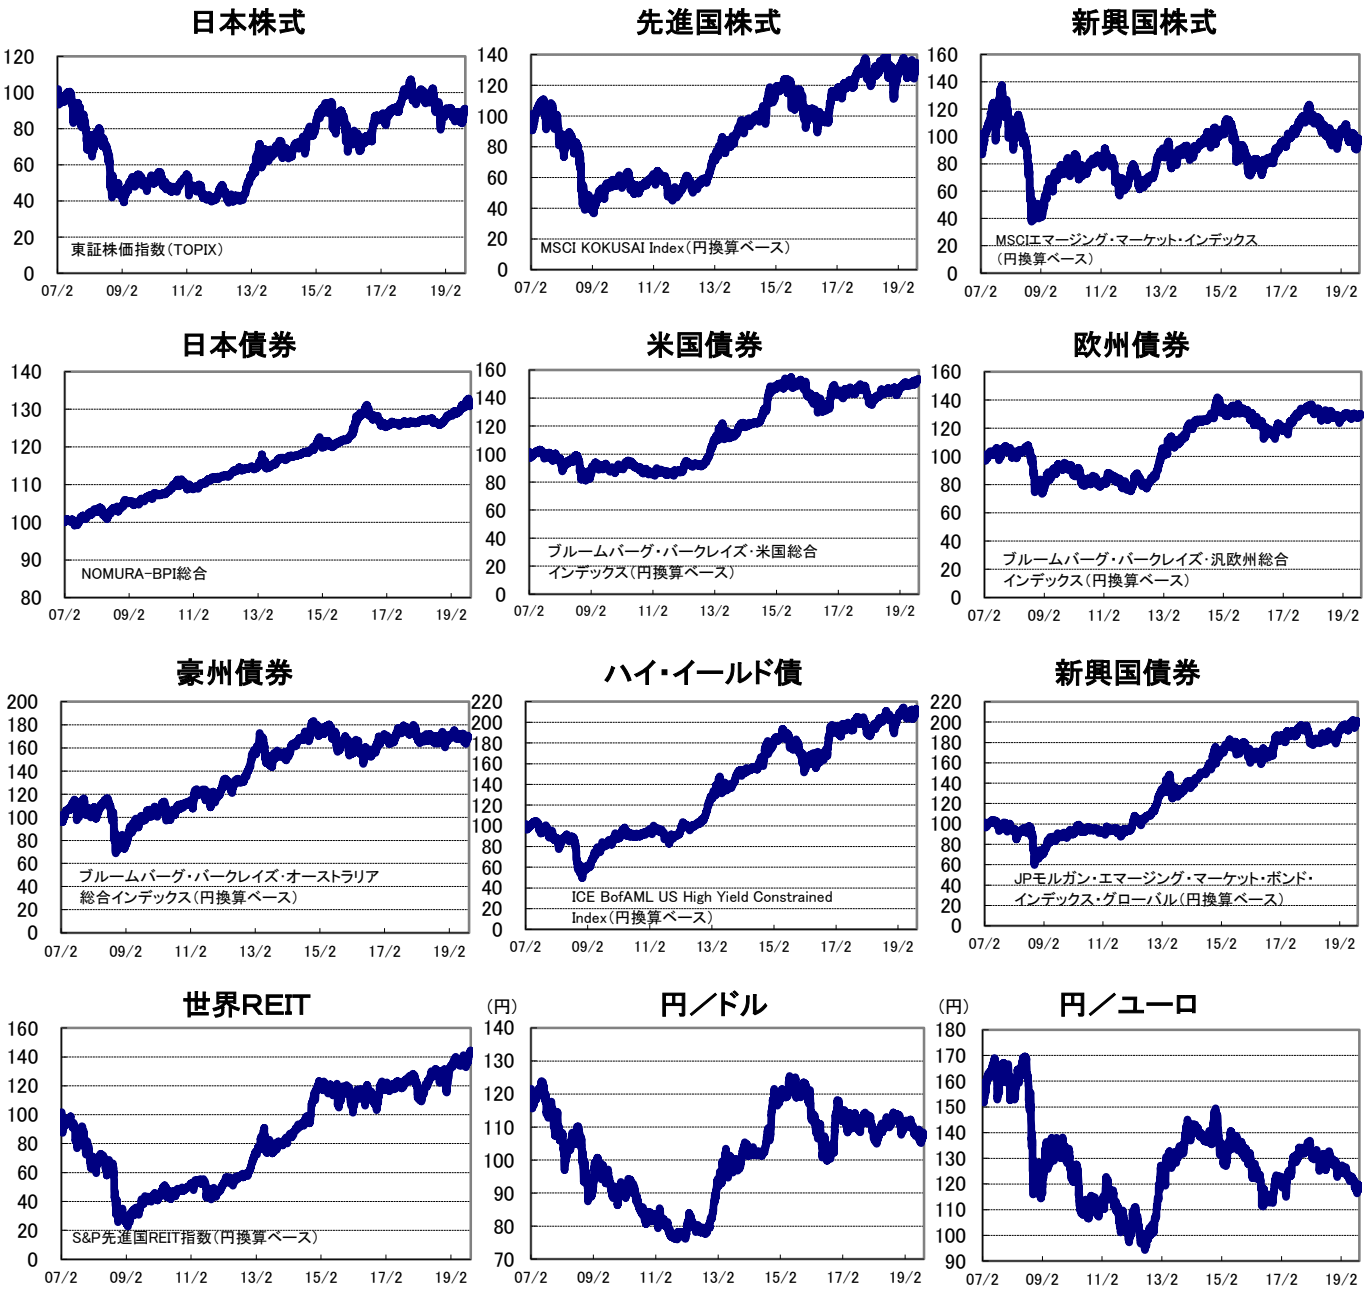 日本株式
120
100
80
60
40
20
0
東証株価指数(TOPIX)
07/2 09/2 11/2 13/2 15/2 17/2 19/2
先進国株式
140
120
100
80
60
40
20
0
MSCI KOKUSAI Index(円換算ベース)
07/2 09/2 11/2 13/2 15/2 17/2 19/2
新興国株式
160
140
120
100
80
60
40
20
0
MSCIエマージング・マーケット・インデックス
(円換算ベース)
07/2 09/2 11/2 13/2 15/2 17/2 19/2
日本債券
140
130
120
110
100
90
80
NOMURA-BPI総合
07/2 09/2 11/2 13/2 15/2 17/2 19/2
米国債券
160
140
120
100
80
60
40
20
0
ブルームバーグ・バークレイズ・米国総合
インデックス(円換算ベース)
07/2 09/2 11/2 13/2 15/2 17/2 19/2
欧州債券
160
140
120
100
80
60
40
20
0
ブルームバーグ・バークレイズ・汎欧州総合
インデックス(円換算ベース)
07/2 09/2 11/2 13/2 15/2 17/2 19/2
豪州債券
200
180
160
140
120
100
80
60
40
20
0
ブルームバーグ・バークレイズ・オーストラリア
総合インデックス(円換算ベース)
07/2 09/2 11/2 13/2 15/2 17/2 19/2
ハイ・イールド債
220
200
180
160
140
120
100
80
60
40
20
0
ICE BofAML US High Yield Constrained
Index(円換算ベース)
07/2 09/2 11/2 13/2 15/2 17/2 19/2
新興国債券
220
200
180
160
140
120
100
80
60
40
20
0
JPモルガン・エマージング・マーケット・ボンド・
インデックス・グローバル(円換算ベース)
07/2 09/2 11/2 13/2 15/2 17/2 19/2
世界REIT
160
140
120
100
80
60
40
20
0
S&P先進国REIT指数(円換算ベース)
07/2 09/2 11/2 13/2 15/2 17/2 19/2
(円) 円/ドル
140
130
120
110
100
90
80
70
07/2 09/2 11/2 13/2 15/2 17/2 19/2
(円) 円/ユーロ
180
170
160
150
140
130
120
110
100
90
07/2 09/2 11/2 13/2 15/2 17/2 19/2